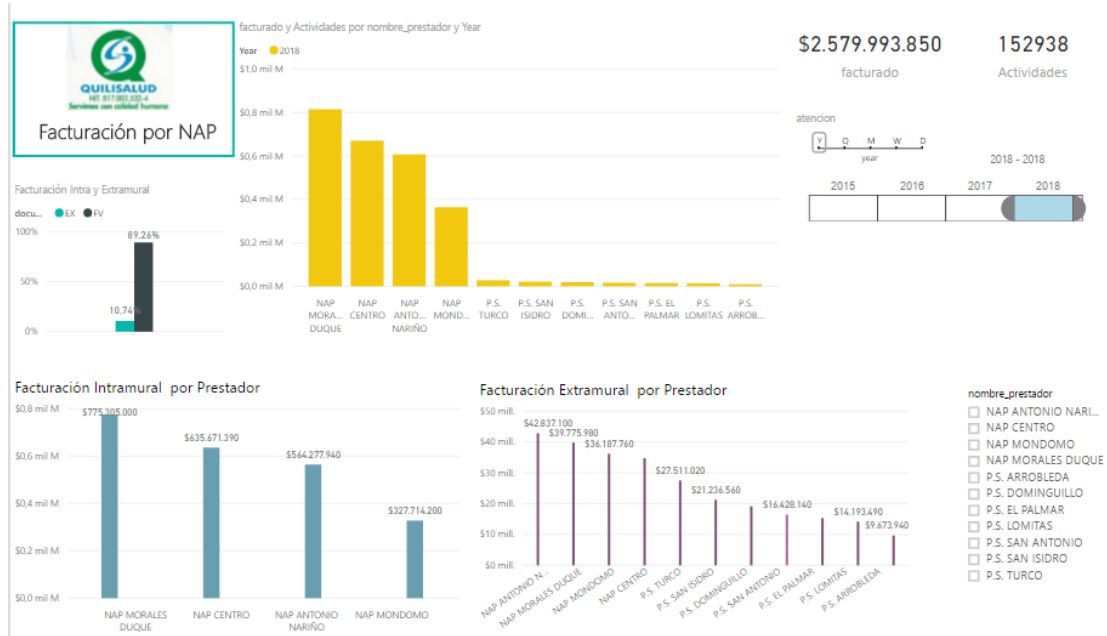 QUILISALUD
NIT. 817.003.532-4
Servimos con calidad humana
Facturación por NAP
facturado y Actividades por nombre_prestador y Year
Year 2018
$1,0 mil M
$0,8 mil M
$0,6 mil M
$0,4 mil M
$0,2 mil M
$0,0 mil M
NAP MORA... DUQUE
NAP CENTRO
NAP ANTO... NARIÑO
NAP MOND...
P.S. TURCO
P.S. SAN ISIDRO
P.S. DOMI...
P.S. SAN ANTO...
P.S. EL PALMAR
P.S. LOMITAS
P.S. ARROB...
$2.579.993.850
facturado
152938
Actividades
atencion
Y Q M W D
year
2018 - 2018
2015 2016 2017 2018
Facturación Intra y Extramural
docu... EX FV
100%
50%
0%
89,26%
10,74%
Facturación Intramural por Prestador
$0,8 mil M
$0,6 mil M
$0,4 mil M
$0,2 mil M
$0,0 mil M
$775.305.000
$635.671.390
$564.277.940
$327.714.200
NAP MORALES DUQUE
NAP CENTRO
NAP ANTONIO NARIÑO
NAP MONDOMO
Facturación Extramural por Prestador
$50 mill.
$40 mill.
$30 mill.
$20 mill.
$10 mill.
$0 mill.
$42.837.100
$39.775.980
$36.187.760
$27.511.020
$21.236.560
$16.428.140
$14.193.490
$9.673.940
NAP ANTONIO N...
NAP MORALES DUQUE
NAP MONDOMO
NAP CENTRO
P.S. TURCO
P.S. SAN ISIDRO
P.S. DOMINGUILLO
P.S. SAN ANTONIO
P.S. EL PALMAR
P.S. LOMITAS
P.S. ARROBLEDA
nombre_prestador
NAP ANTONIO NARI...
NAP CENTRO
NAP MONDOMO
NAP MORALES DUQUE
P.S. ARROBLEDA
P.S. DOMINGUILLO
P.S. EL PALMAR
P.S. LOMITAS
P.S. SAN ANTONIO
P.S. SAN ISIDRO
P.S. TURCO